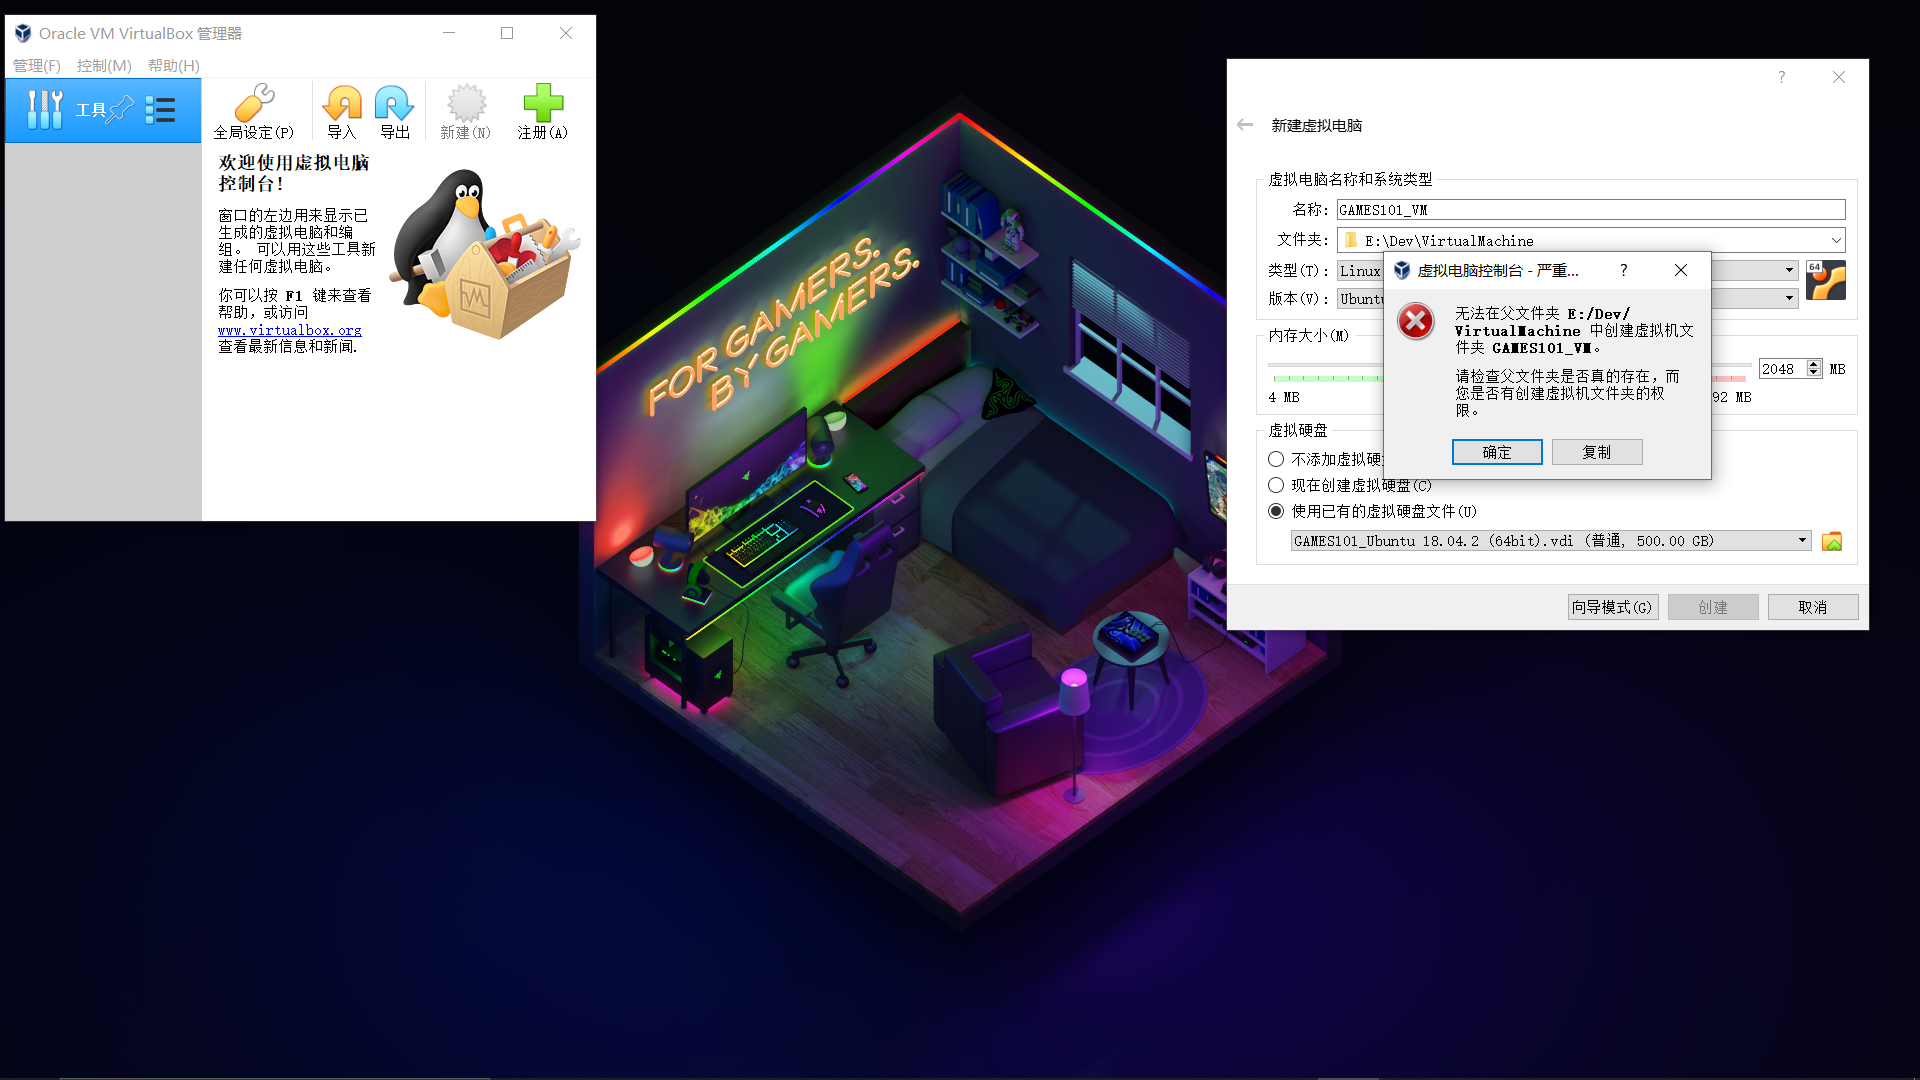 Oracle VM VirtualBox 管理器
管理(F) 控制(M) 帮助(H)
工具
全局设定(P)
导入
导出
新建(N)
注册(A)
欢迎使用虚拟电脑
控制台!
窗口的左边用来显示已
生成的虚拟电脑和编
组。 可以用这些工具新
建任何虚拟电脑。
你可以按 F1 键来查看
帮助, 或访问
www.virtualbox.org
查看最新信息和新闻.
FOR GAMERS.
BY GAMERS.
新建虚拟电脑
虚拟电脑名称和系统类型
名称: GAMES101_VM
文件夹: E:\Dev\VirtualMachine
类型(T): Linux
版本(V): Ubuntu
64
内存大小(M)
2048 MB
4 MB
92 MB
虚拟硬盘
不添加虚拟硬
现在创建虚拟硬盘(C)
使用已有的虚拟硬盘文件(U)
GAMES101_Ubuntu 18.04.2 (64bit).vdi (普通, 500.00 GB)
向导模式(G)
创建
取消
虚拟电脑控制台 - 严重...
无法在父文件夹 E:/Dev/
VirtualMachine 中创建虚拟机文
件夹 GAMES101_VM。
请检查父文件夹是否真的存在, 而
您是否有创建虚拟机文件夹的权
限。
确定
复制